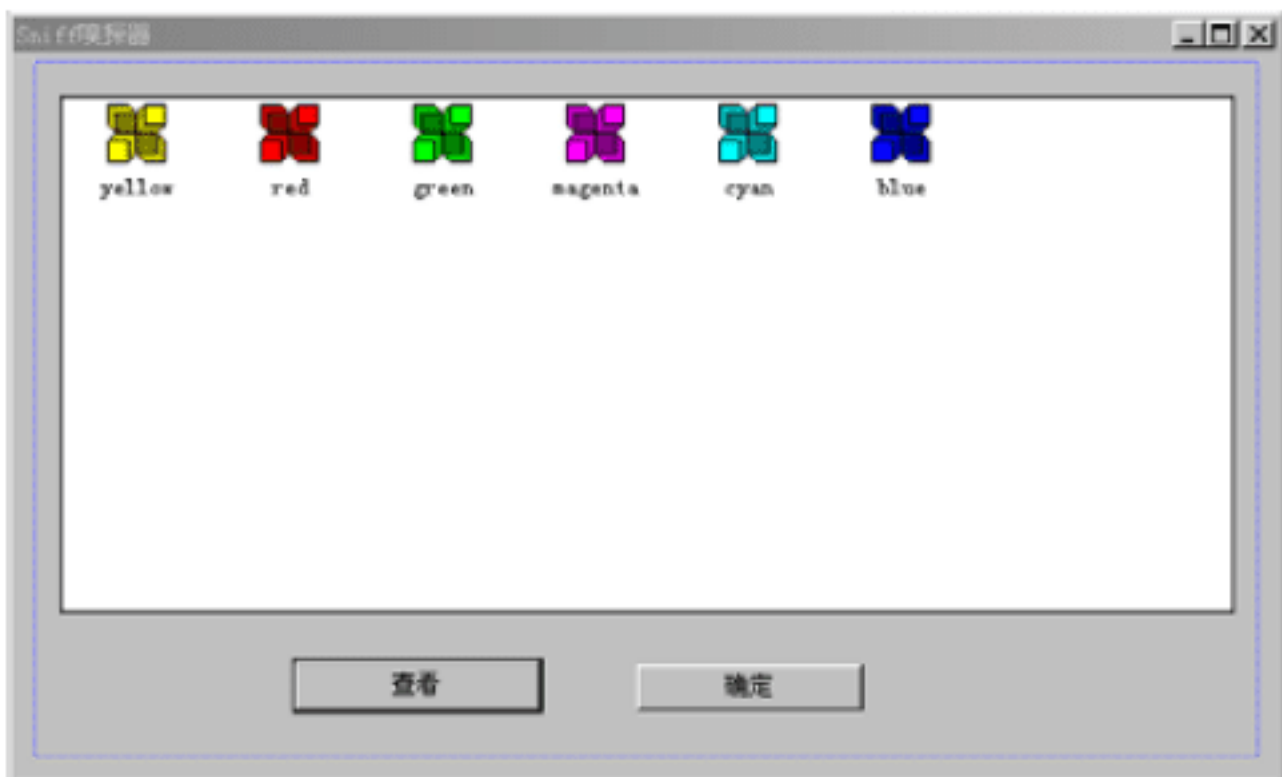 Sniff嗅探器
yellow red green magenta cyan blue
查看 确定